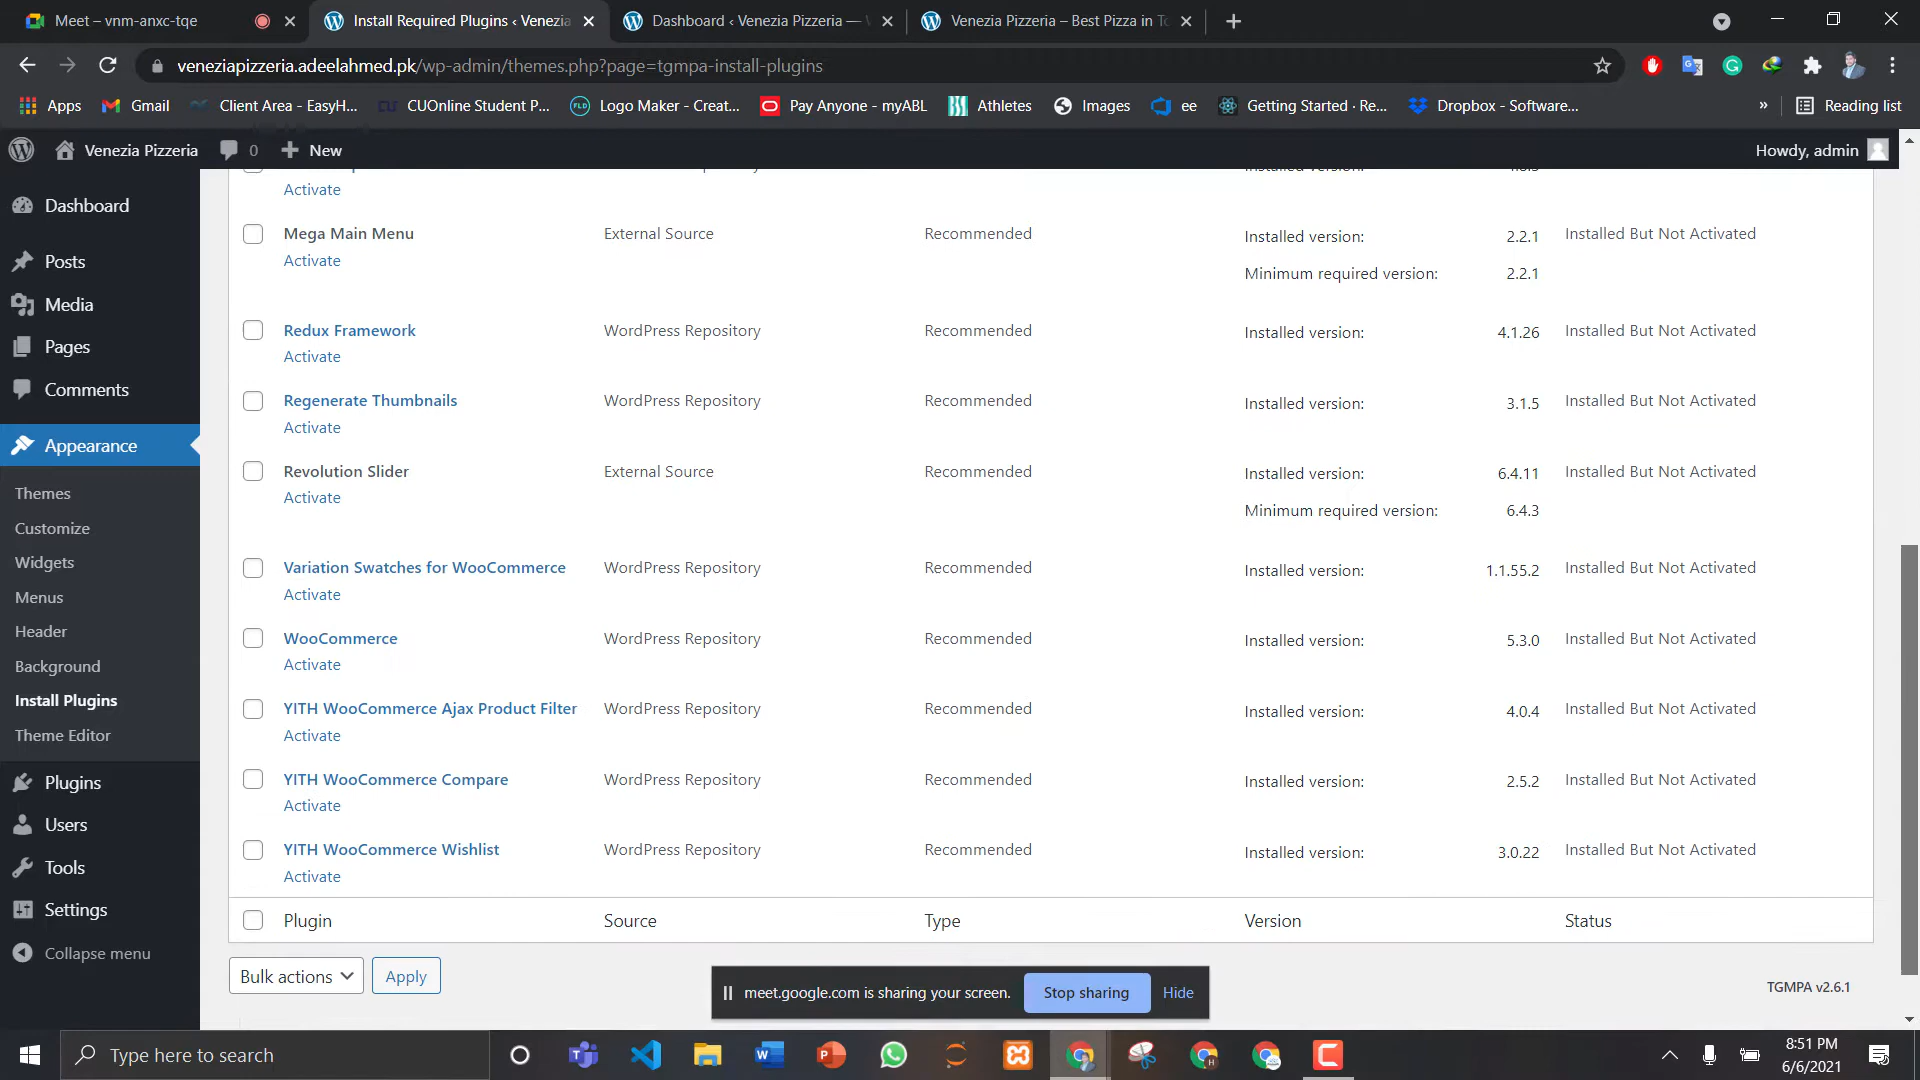 Meet – vnm-anxc-tqe
Install Required Plugins ‹ Venezia
Dashboard ‹ Venezia Pizzeria —
Venezia Pizzeria – Best Pizza in To
veneziapizzeria.adeelahmed.pk/wp-admin/themes.php?page=tgmpa-install-plugins
Apps
Gmail
Client Area - EasyH...
CUOnline Student P...
Logo Maker - Creat...
Pay Anyone - myABL
Athletes
Images
ee
Getting Started · Re...
Dropbox - Software...
»
Reading list
Venezia Pizzeria
0
New
Howdy, admin
Dashboard
Posts
Media
Pages
Comments
Appearance
Themes
Customize
Widgets
Menus
Header
Background
Install Plugins
Theme Editor
Plugins
Users
Tools
Settings
Collapse menu
Activate
Mega Main Menu External Source Recommended Installed version: 2.2.1 Installed But Not Activated
Activate Minimum required version: 2.2.1
Redux Framework WordPress Repository Recommended Installed version: 4.1.26 Installed But Not Activated
Activate
Regenerate Thumbnails WordPress Repository Recommended Installed version: 3.1.5 Installed But Not Activated
Activate
Revolution Slider External Source Recommended Installed version: 6.4.11 Installed But Not Activated
Activate Minimum required version: 6.4.3
Variation Swatches for WooCommerce WordPress Repository Recommended Installed version: 1.1.55.2 Installed But Not Activated
Activate
WooCommerce WordPress Repository Recommended Installed version: 5.3.0 Installed But Not Activated
Activate
YITH WooCommerce Ajax Product Filter WordPress Repository Recommended Installed version: 4.0.4 Installed But Not Activated
Activate
YITH WooCommerce Compare WordPress Repository Recommended Installed version: 2.5.2 Installed But Not Activated
Activate
YITH WooCommerce Wishlist WordPress Repository Recommended Installed version: 3.0.22 Installed But Not Activated
Activate
Plugin Source Type Version Status
Bulk actions Apply
TGMPA v2.6.1
meet.google.com is sharing your screen. Stop sharing Hide
Type here to search
8:51 PM
6/6/2021